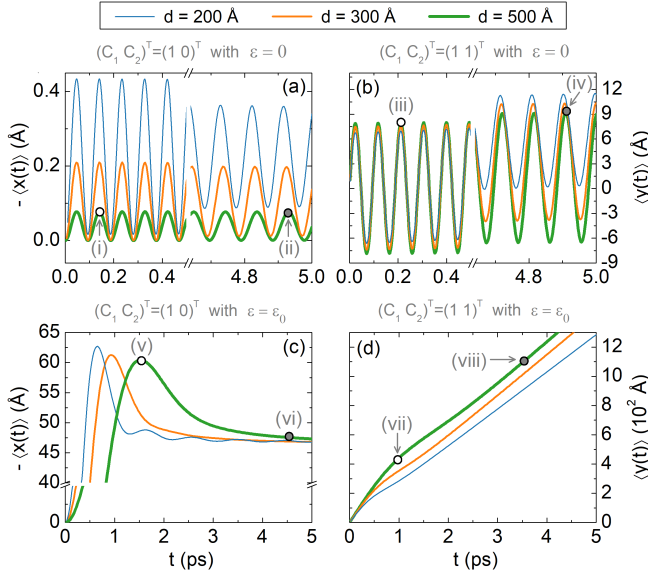 d = 200 Å d = 300 Å d = 500 Å
(C₁ C₂)ᵀ=(1 0)ᵀ with ε = 0 (C₁ C₂)ᵀ=(1 1)ᵀ with ε = 0
(a) (b)
(i) (ii) (iii) (iv)
- ⟨x(t)⟩ (Å)
0.4
0.2
0.0
0.0 0.2 0.4 4.8 5.0
0.0 0.2 0.4 4.8 5.0
12
9
6
3
0
-3
-6
-9
⟨y(t)⟩ (Å)
(C₁ C₂)ᵀ=(1 0)ᵀ with ε = ε₀ (C₁ C₂)ᵀ=(1 1)ᵀ with ε = ε₀
(c) (d)
(v) (vi) (vii) (viii)
- ⟨x(t)⟩ (Å)
65
60
55
50
45
40
0
0 1 2 3 4 5
t (ps)
0 1 2 3 4 5
t (ps)
12
10
8
6
4
2
0
⟨y(t)⟩ (10² Å)